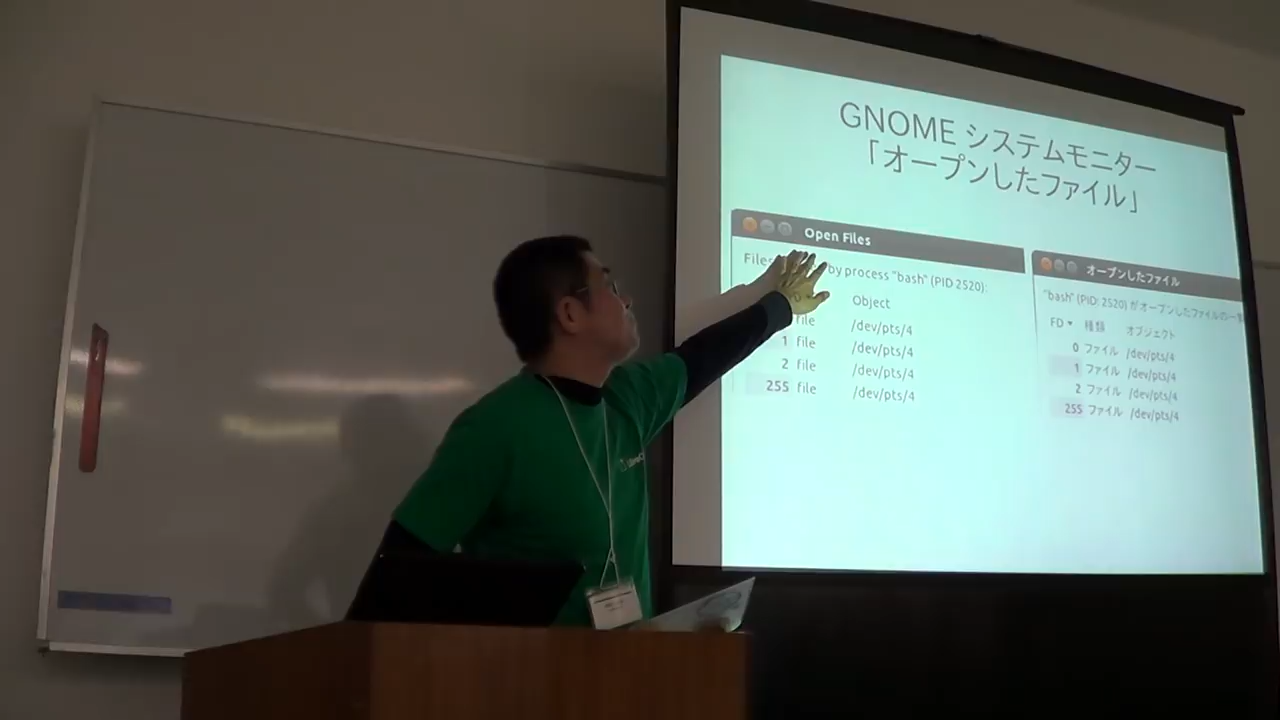 GNOME システムモニター
「オープンしたファイル」
Open Files
Files by process "bash" (PID 2520):
Object
file /dev/pts/4
1 file /dev/pts/4
2 file /dev/pts/4
255 file /dev/pts/4
オープンしたファイル
"bash" (PID: 2520) がオープンしたファイルの一
FD 種類 オブジェクト
0 ファイル /dev/pts/4
1 ファイル /dev/pts/4
2 ファイル /dev/pts/4
255 ファイル /dev/pts/4